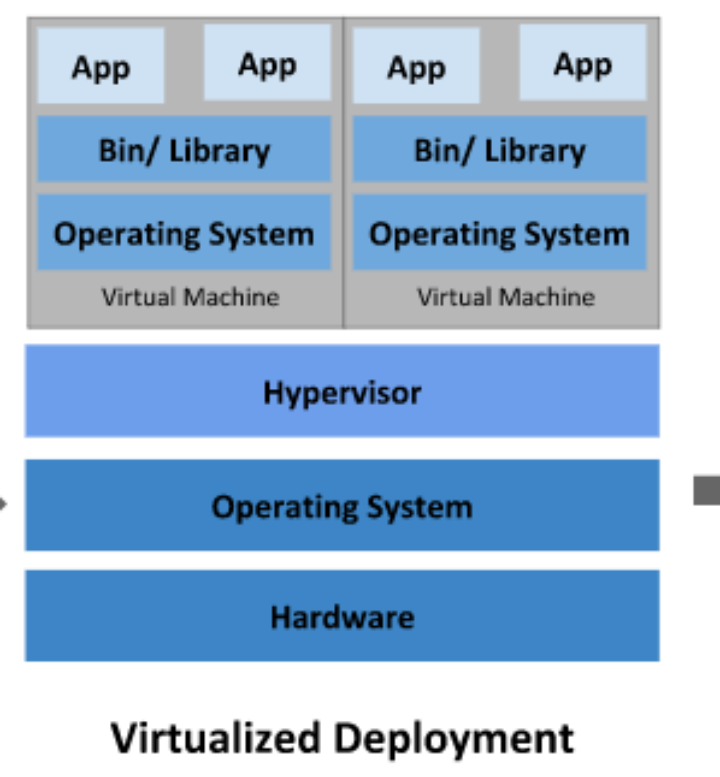 App App App App
Bin/ Library Bin/ Library
Operating System Operating System
Virtual Machine Virtual Machine
Hypervisor
Operating System
Hardware
Virtualized Deployment